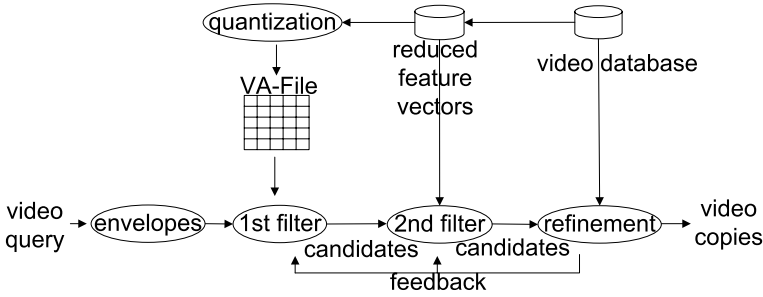 quantization
reduced
feature
vectors
video database
VA-File
video
query
envelopes
1st filter
candidates
2nd filter
candidates
refinement
video
copies
feedback